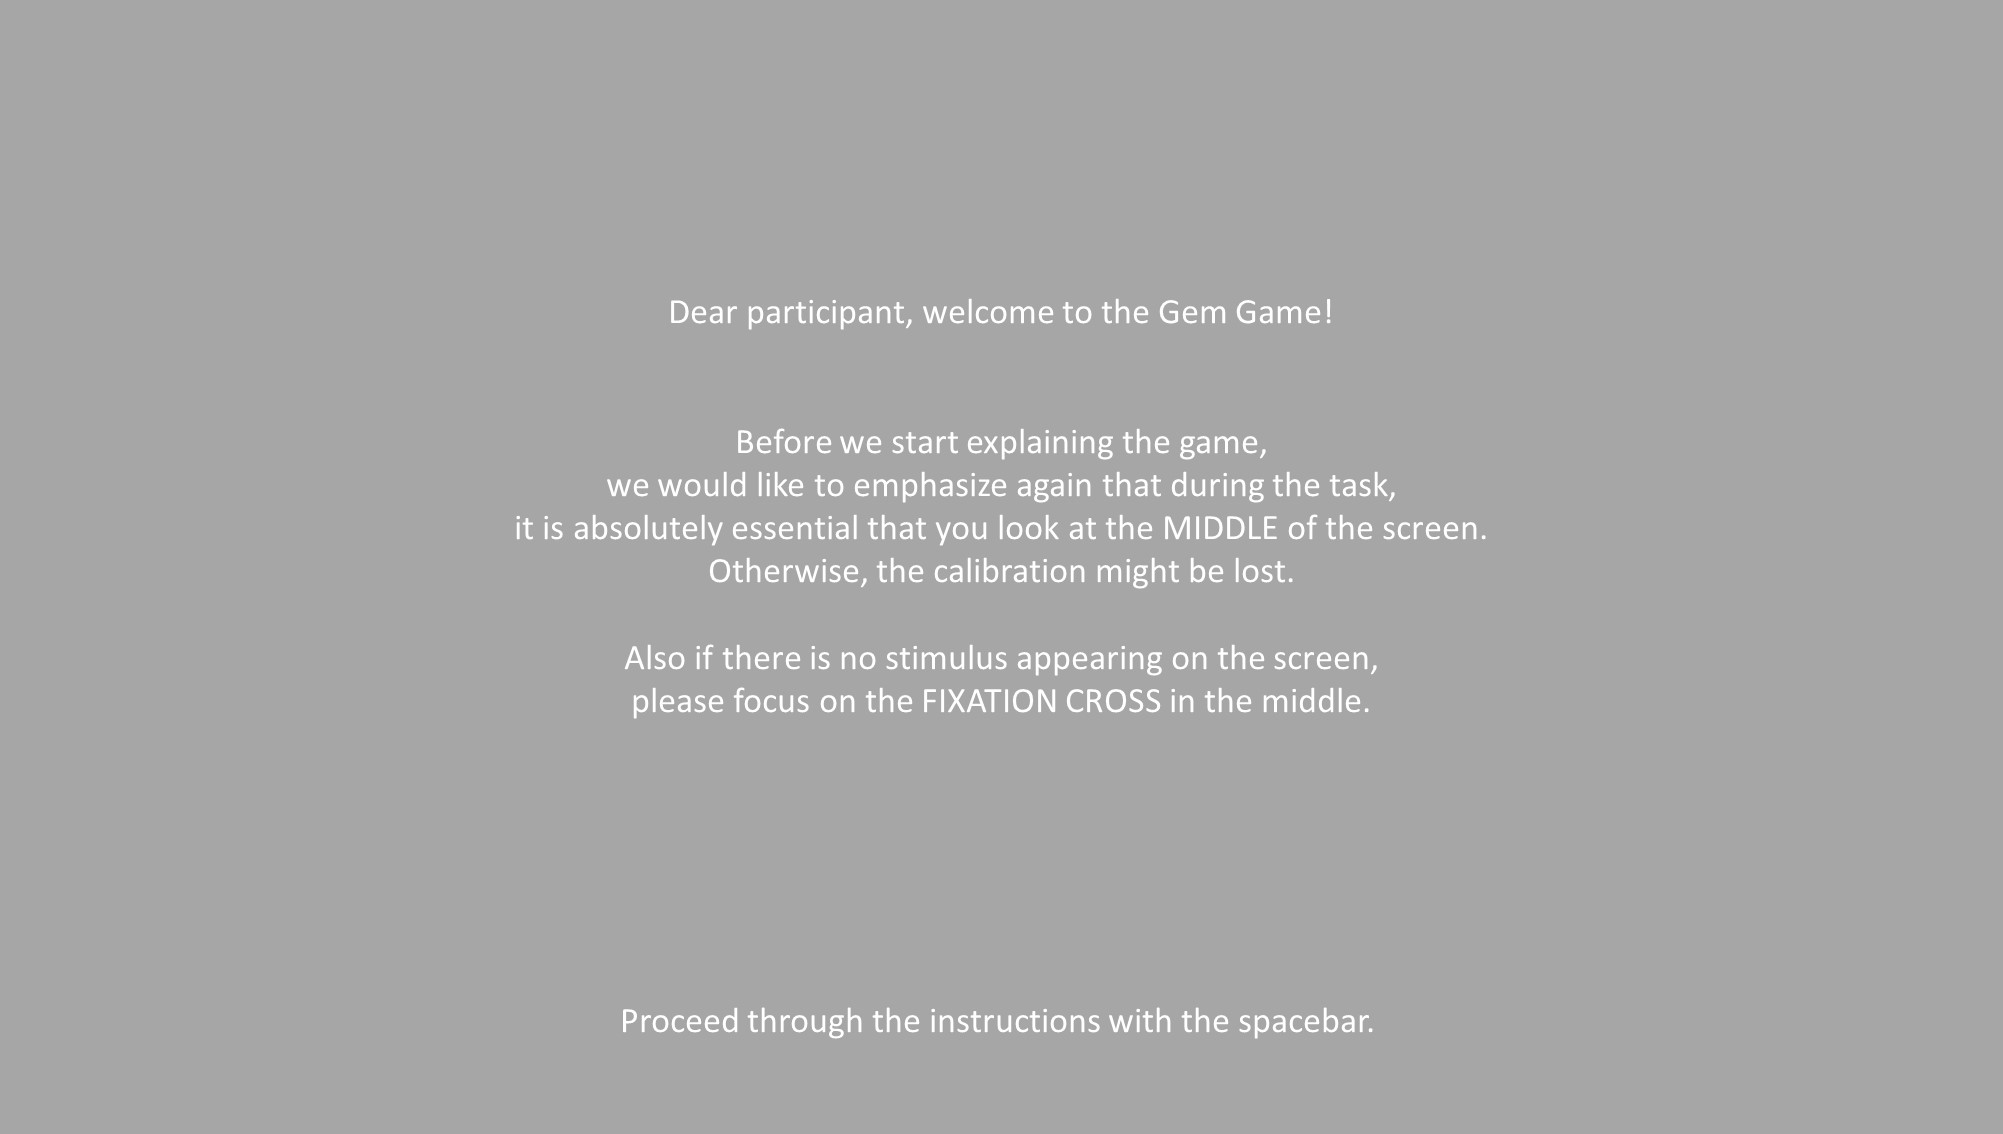 Dear participant, welcome to the Gem Game!
Before we start explaining the game,
we would like to emphasize again that during the task,
it is absolutely essential that you look at the MIDDLE of the screen.
Otherwise, the calibration might be lost.
Also if there is no stimulus appearing on the screen,
please focus on the FIXATION CROSS in the middle.
Proceed through the instructions with the spacebar.